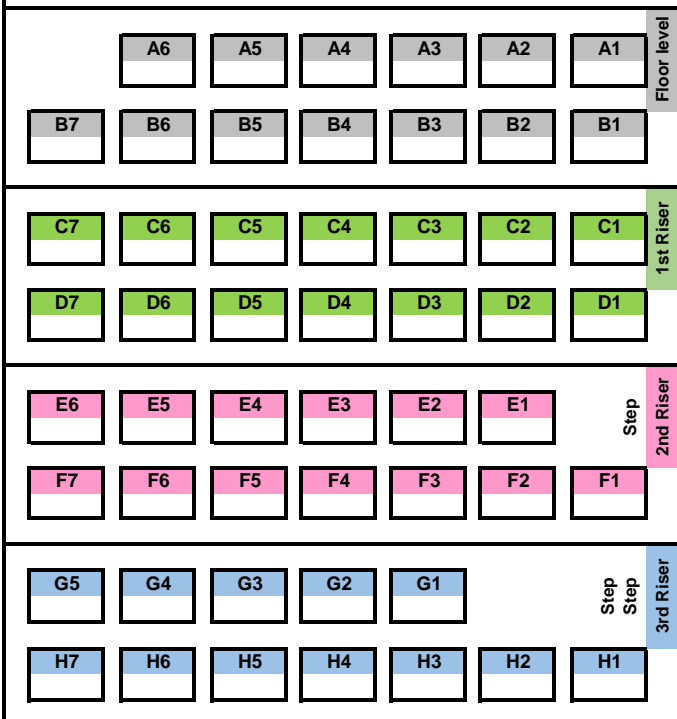 A6 A5 A4 A3 A2 A1
Floor level
B7 B6 B5 B4 B3 B2 B1
C7 C6 C5 C4 C3 C2 C1
1st Riser
D7 D6 D5 D4 D3 D2 D1
E6 E5 E4 E3 E2 E1
Step
2nd Riser
F7 F6 F5 F4 F3 F2 F1
G5 G4 G3 G2 G1
Step
Step
3rd Riser
H7 H6 H5 H4 H3 H2 H1